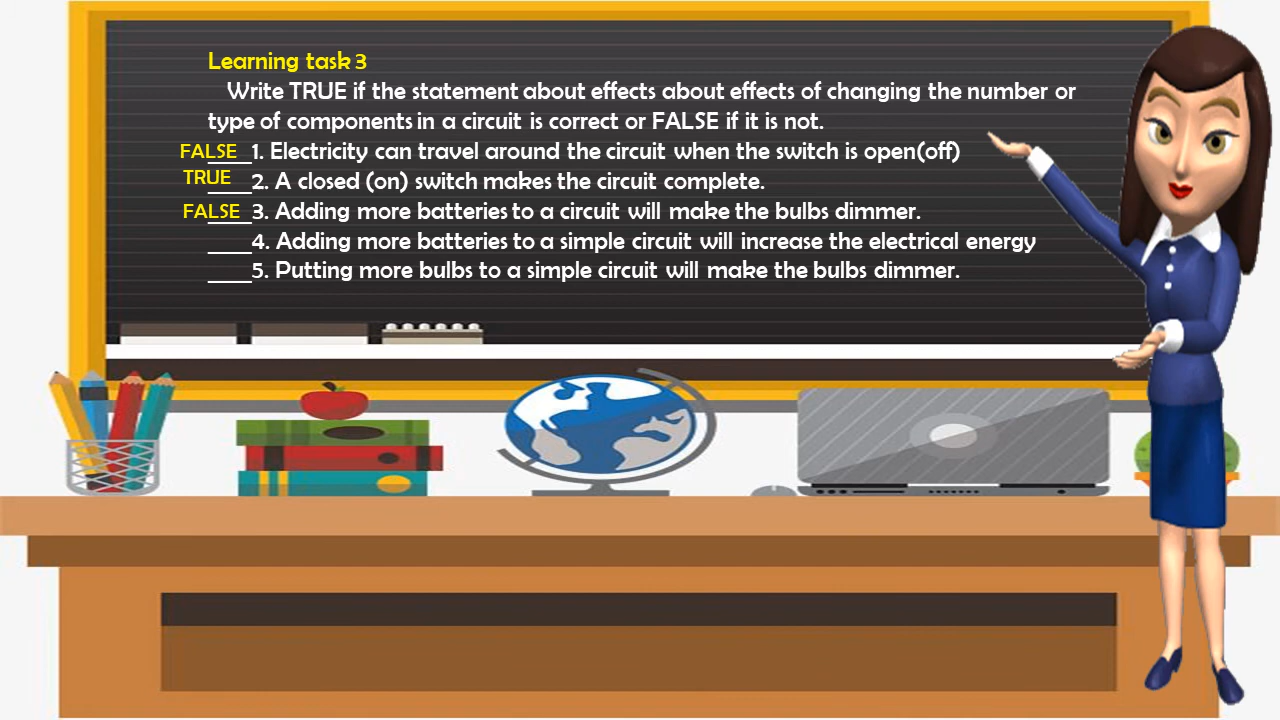 Learning task 3
Write TRUE if the statement about effects about effects of changing the number or
type of components in a circuit is correct or FALSE if it is not.
FALSE ____1. Electricity can travel around the circuit when the switch is open(off)
TRUE ____2. A closed (on) switch makes the circuit complete.
FALSE ____3. Adding more batteries to a circuit will make the bulbs dimmer.
____4. Adding more batteries to a simple circuit will increase the electrical energy
____5. Putting more bulbs to a simple circuit will make the bulbs dimmer.